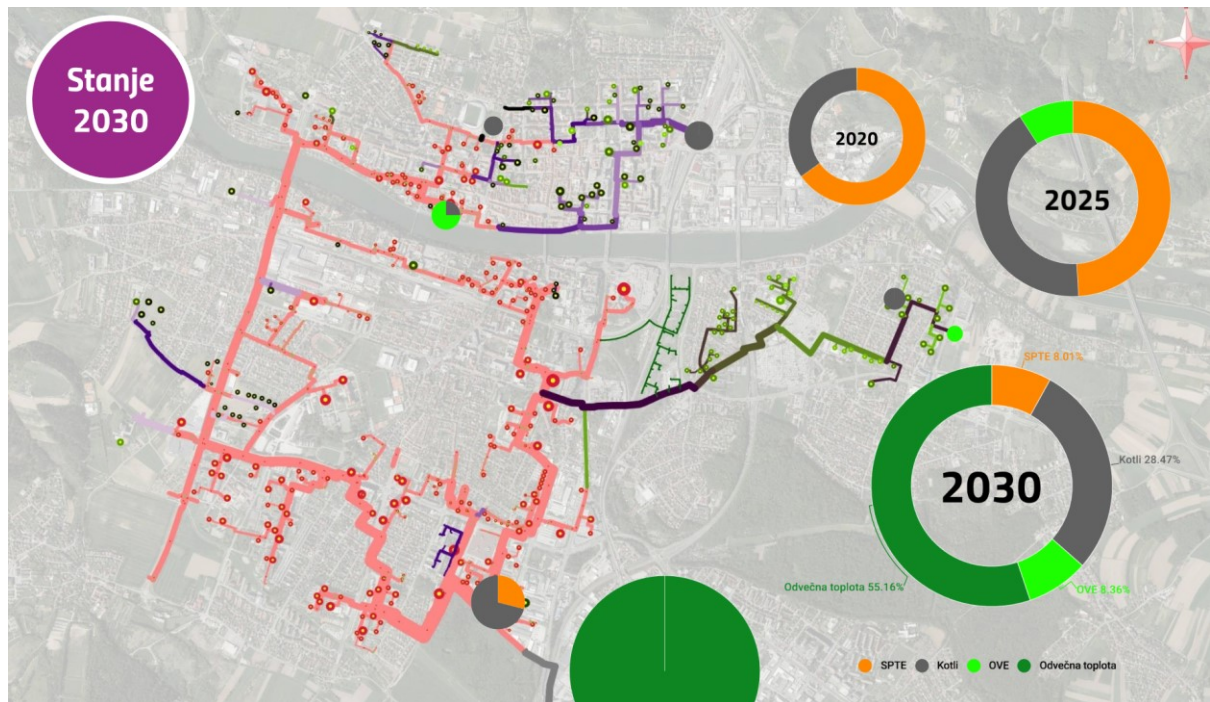 Stanje
2030
2020
2025
SPTE 8.01%
Kotli 28.47%
2030
Odvečna toplota 55.16%
OVE 8.36%
SPTE Kotli OVE Odvečna toplota